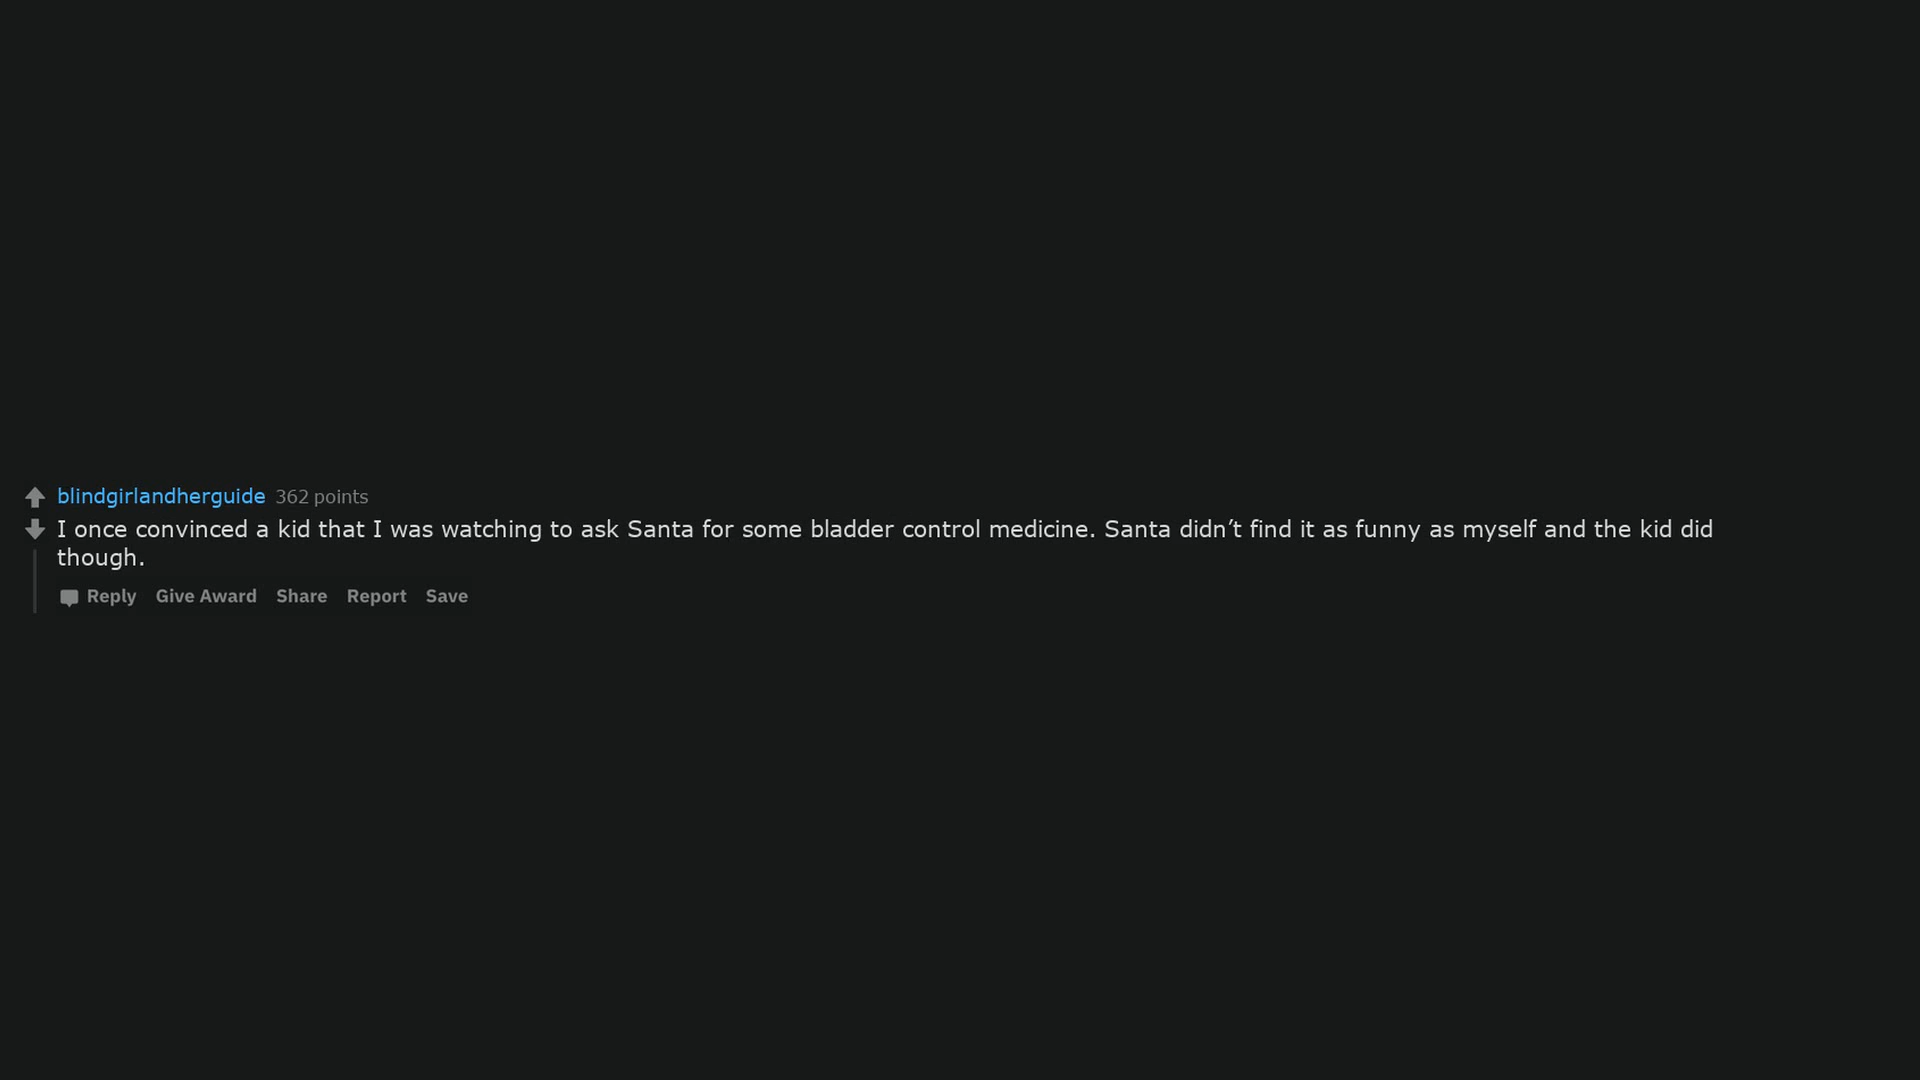 blindgirlandherguide 362 points
I once convinced a kid that I was watching to ask Santa for some bladder control medicine. Santa didn’t find it as funny as myself and the kid did
though.
Reply Give Award Share Report Save